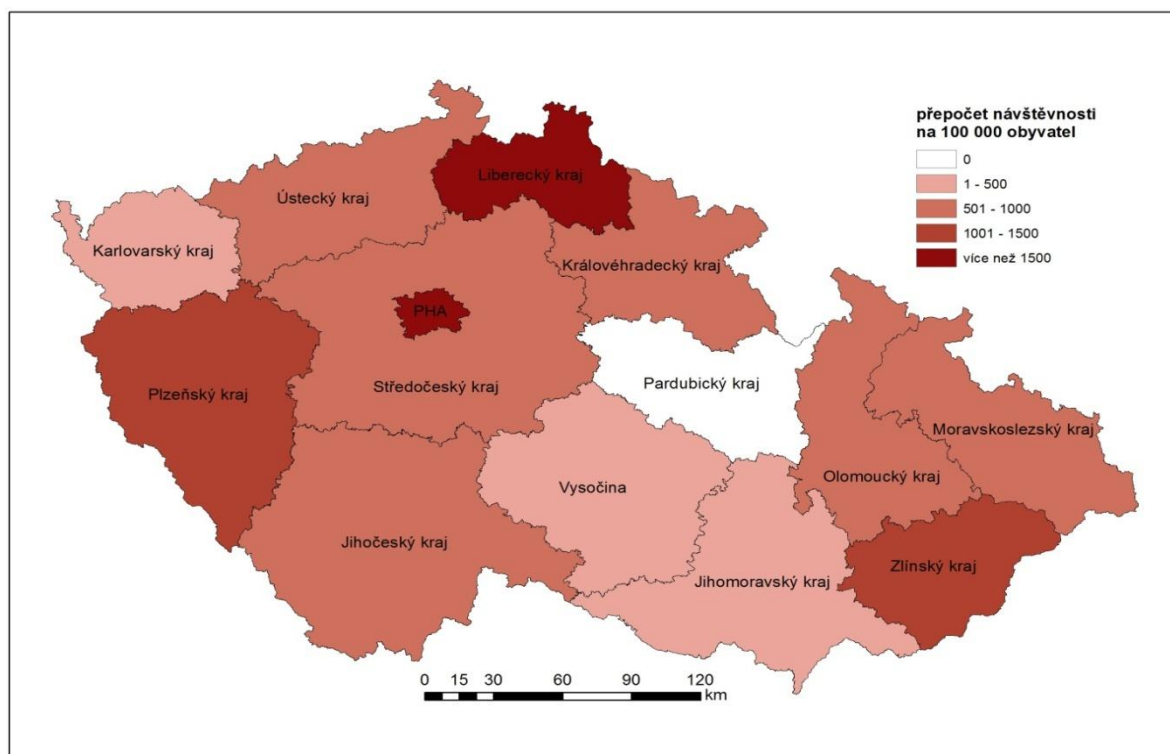 přepočet návštěvnosti
na 100 000 obyvatel
0
1 - 500
501 - 1000
1001 - 1500
více než 1500
Liberecký kraj
Ústecký kraj
Karlovarský kraj
Královéhradecký kraj
PHA
Středočeský kraj
Pardubický kraj
Plzeňský kraj
Moravskoslezský kraj
Olomoucký kraj
Vysočina
Jihočeský kraj
Zlínský kraj
Jihomoravský kraj
0 15 30 60 90 120
km